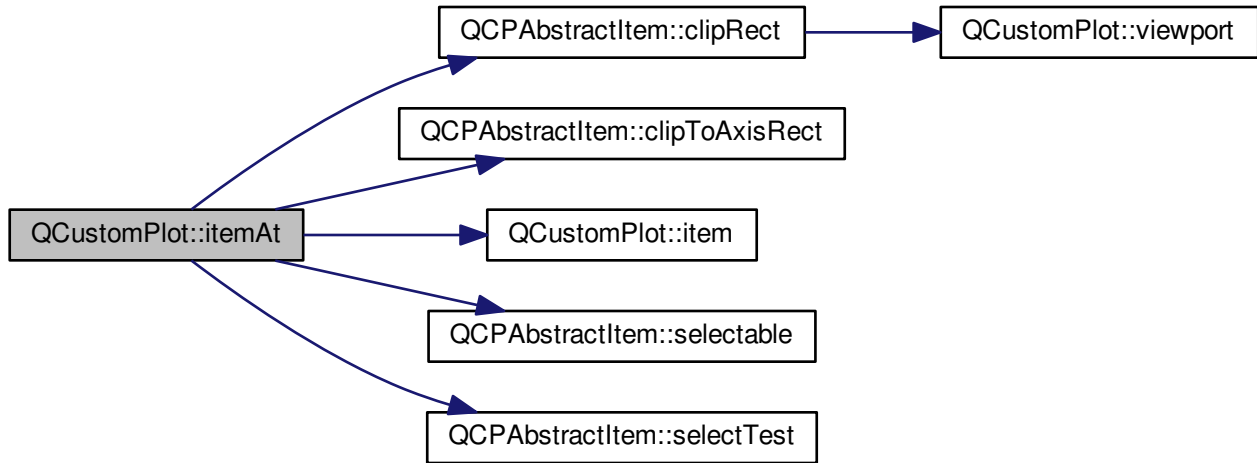 QCPAbstractItem::clipRect
QCustomPlot::viewport
QCPAbstractItem::clipToAxisRect
QCustomPlot::itemAt
QCustomPlot::item
QCPAbstractItem::selectable
QCPAbstractItem::selectTest